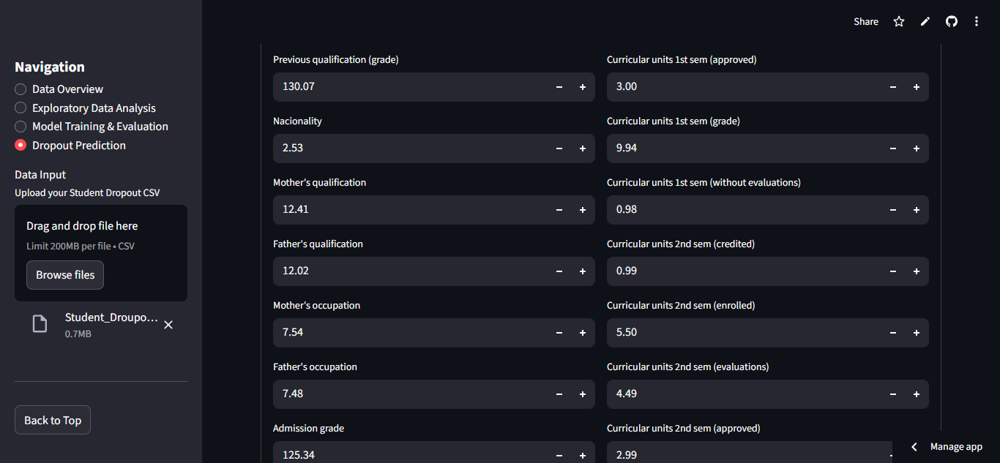 Share
Navigation
Data Overview
Exploratory Data Analysis
Model Training & Evaluation
Dropout Prediction
Data Input
Upload your Student Dropout CSV
Drag and drop file here
Limit 200MB per file • CSV
Browse files
Student_Droupo...
0.7MB
Back to Top
Previous qualification (grade)
130.07
Nacionality
2.53
Mother's qualification
12.41
Father's qualification
12.02
Mother's occupation
7.54
Father's occupation
7.48
Admission grade
125.34
Curricular units 1st sem (approved)
3.00
Curricular units 1st sem (grade)
9.94
Curricular units 1st sem (without evaluations)
0.98
Curricular units 2nd sem (credited)
0.99
Curricular units 2nd sem (enrolled)
5.50
Curricular units 2nd sem (evaluations)
4.49
Curricular units 2nd sem (approved)
2.99
Manage app